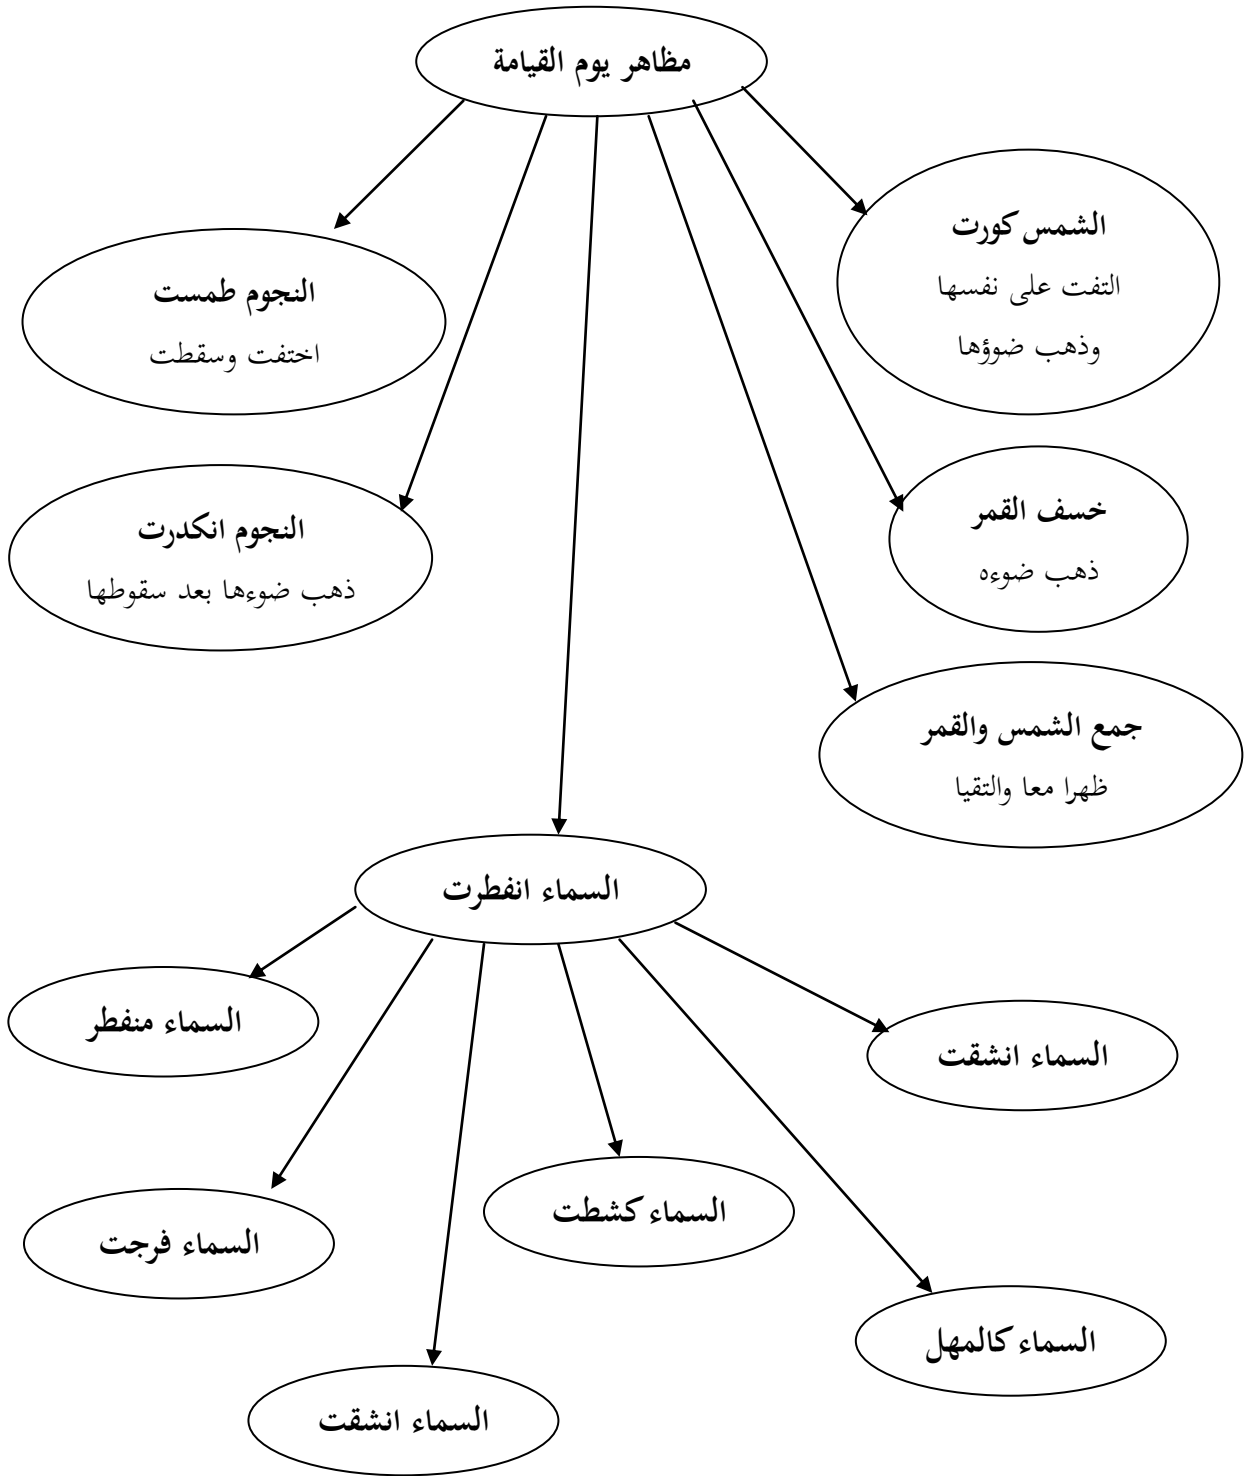 مظاهر يوم القيامة
الشمس كورت
التفت على نفسها
وذهب ضوؤها
النجوم طمست
اختفت وسقطت
خسف القمر
ذهب ضوءه
النجوم انكدرت
ذهب ضوءها بعد سقوطها
جمع الشمس والقمر
ظهرا معا والتقيا
السماء انفطرت
السماء منفطر
السماء انشقت
السماء كشطت
السماء فرجت
السماء كالمهل
السماء انشقت